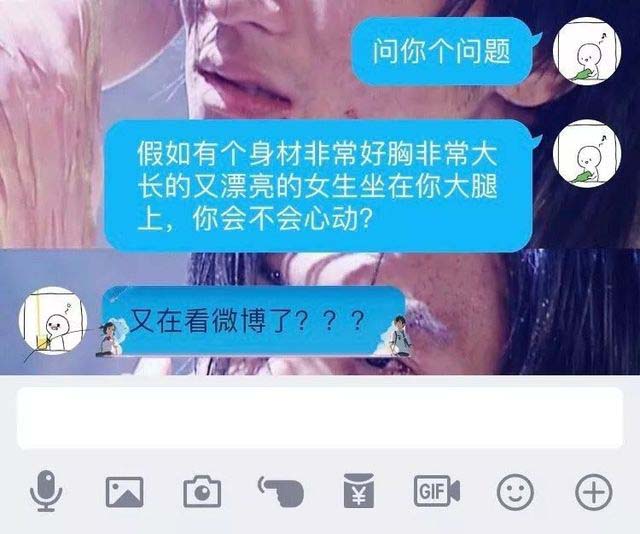 问你个问题
假如有个身材非常好胸非常大
长的又漂亮的女生坐在你大腿
上，你会不会心动?
又在看微博了？？？
¥
GIF